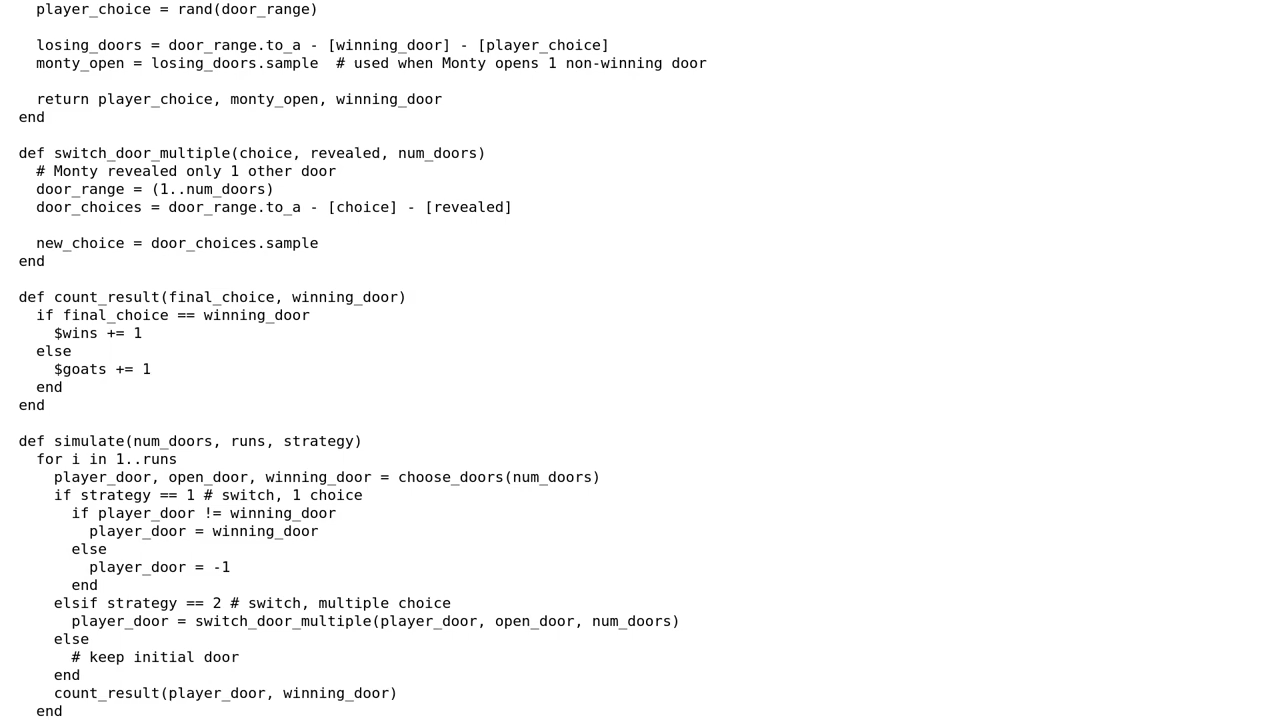 player_choice = rand(door_range)
losing_doors = door_range.to_a - [winning_door] - [player_choice]
monty_open = losing_doors.sample  # used when Monty opens 1 non-winning door
return player_choice, monty_open, winning_door
end
def switch_door_multiple(choice, revealed, num_doors)
# Monty revealed only 1 other door
door_range = (1..num_doors)
door_choices = door_range.to_a - [choice] - [revealed]
new_choice = door_choices.sample
end
def count_result(final_choice, winning_door)
if final_choice == winning_door
$wins += 1
else
$goats += 1
end
end
def simulate(num_doors, runs, strategy)
for i in 1..runs
player_door, open_door, winning_door = choose_doors(num_doors)
if strategy == 1 # switch, 1 choice
if player_door != winning_door
player_door = winning_door
else
player_door = -1
end
elsif strategy == 2 # switch, multiple choice
player_door = switch_door_multiple(player_door, open_door, num_doors)
else
# keep initial door
end
count_result(player_door, winning_door)
end